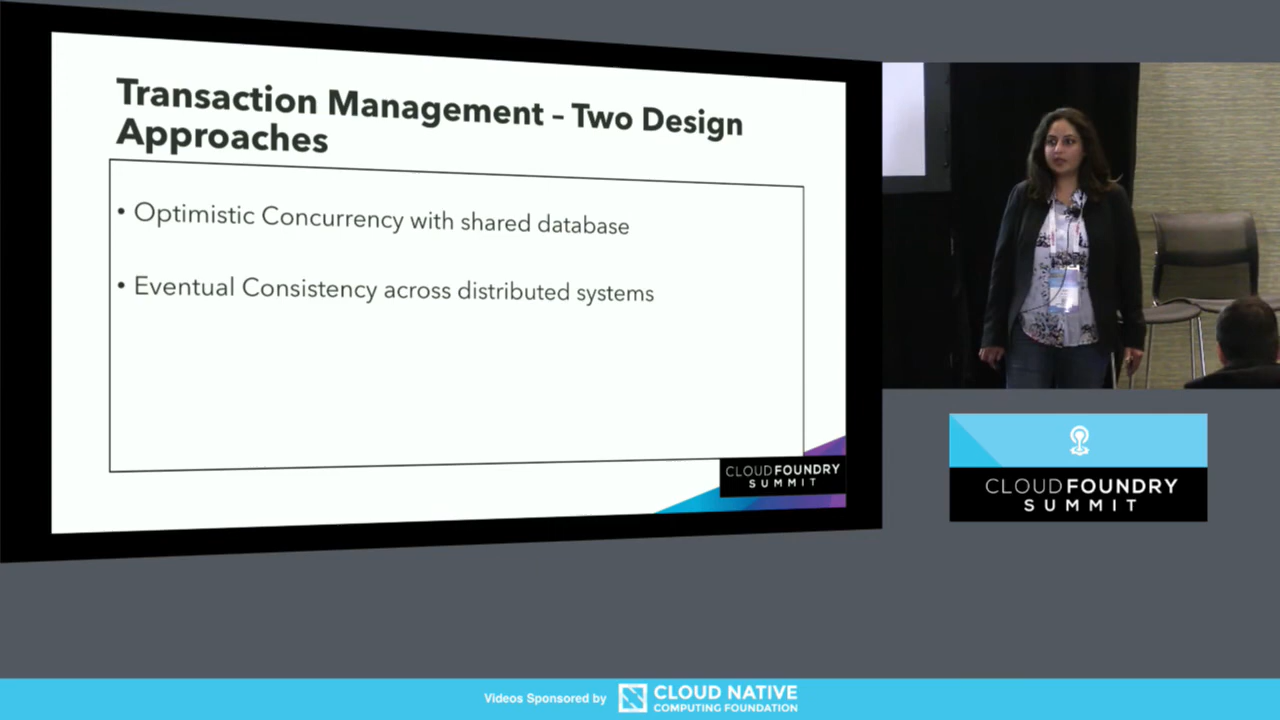 Transaction Management – Two Design
Approaches
• Optimistic Concurrency with shared database
• Eventual Consistency across distributed systems
CLOUDFOUNDRY
SUMMIT
CLOUDFOUNDRY
SUMMIT
Videos Sponsored by
CLOUD NATIVE
COMPUTING FOUNDATION